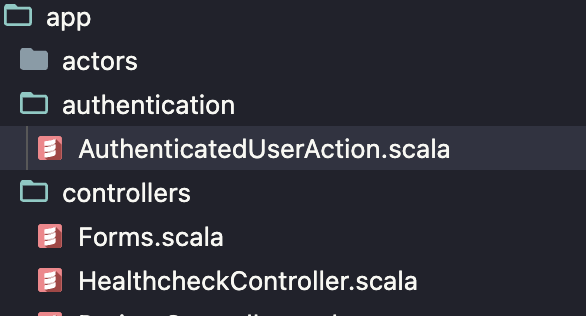 app
actors
authentication
AuthenticatedUserAction.scala
controllers
Forms.scala
HealthcheckController.scala